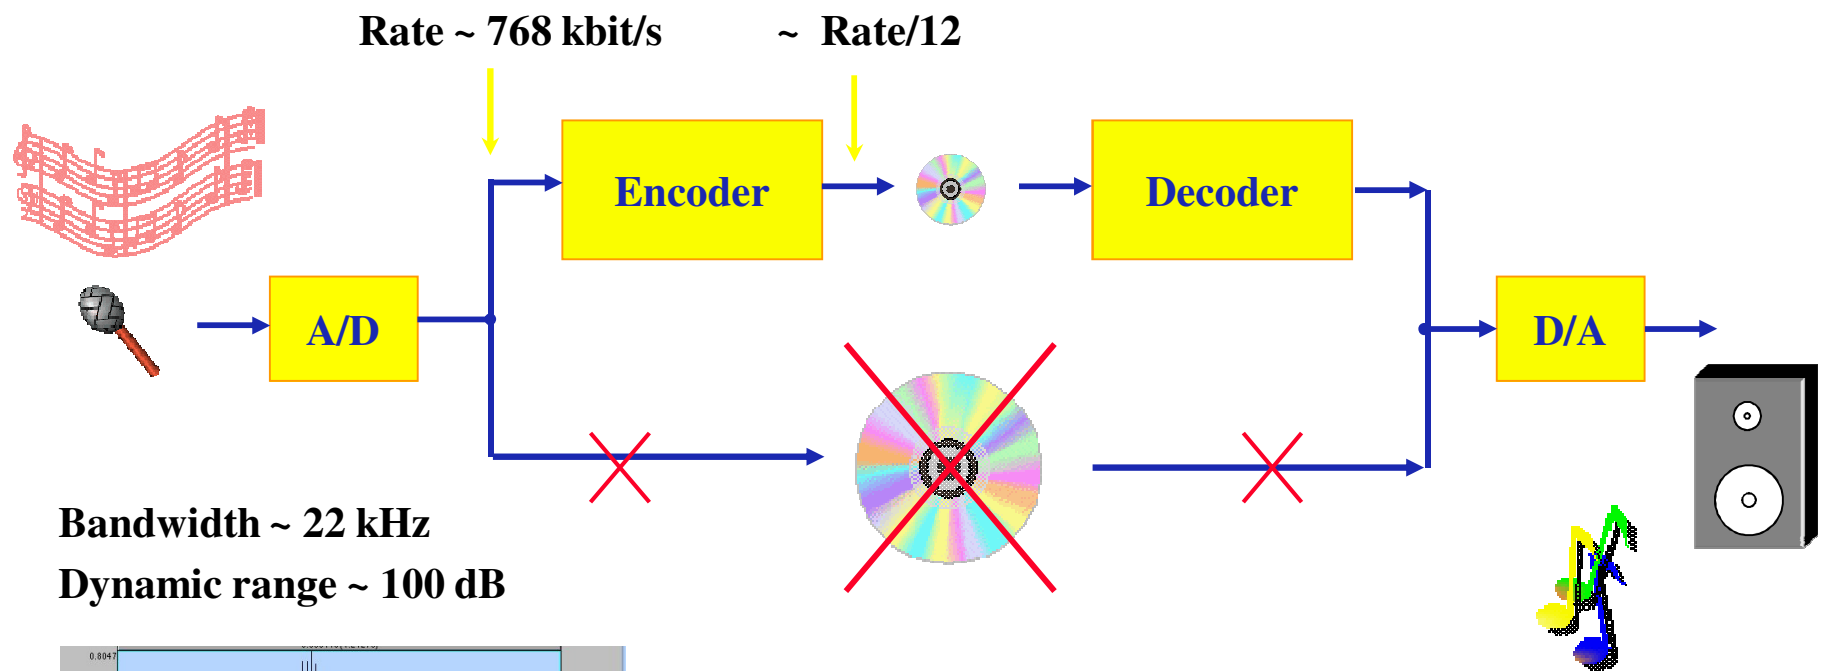 Rate ~ 768 kbit/s ~ Rate/12
Encoder
Decoder
A/D
D/A
Bandwidth ~ 22 kHz
Dynamic range ~ 100 dB
0.8047